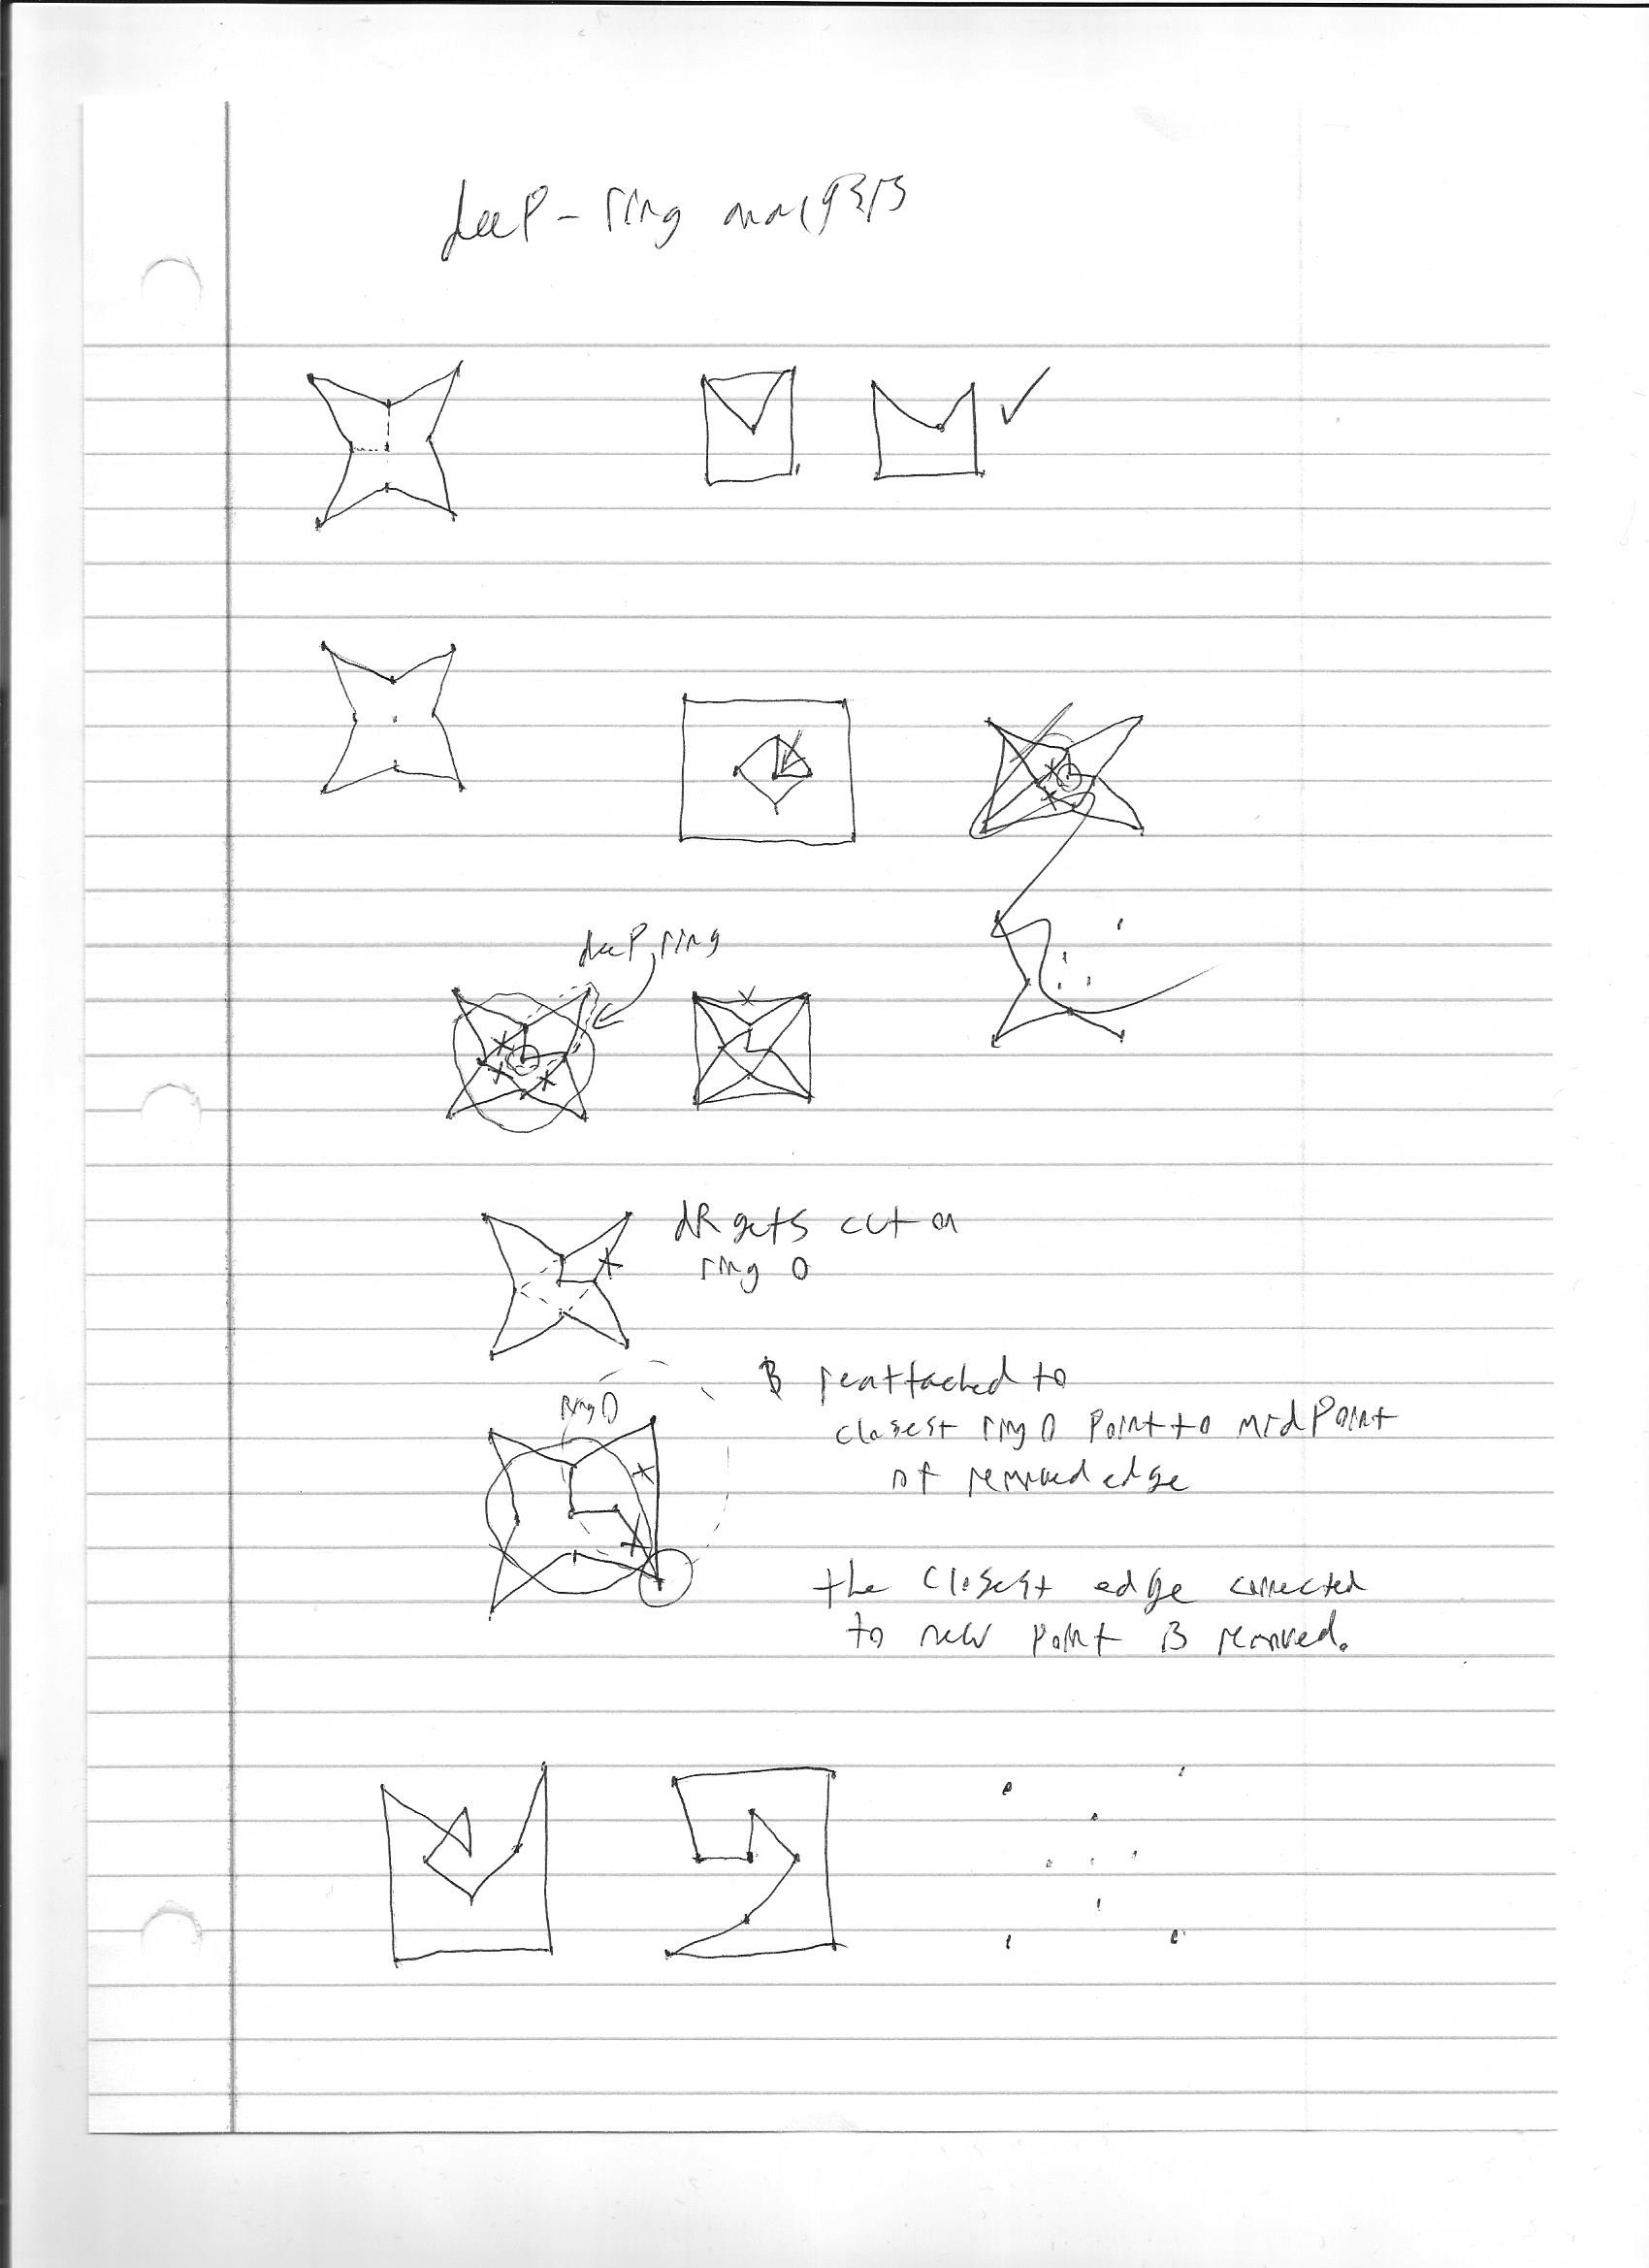 deep-ring analysis
deep ring
dR gets cut on
ring 0
Ring 0
B reattached to
closest ring 0 point to midpoint
of removed edge
the closest edge connected
to new point B removed.